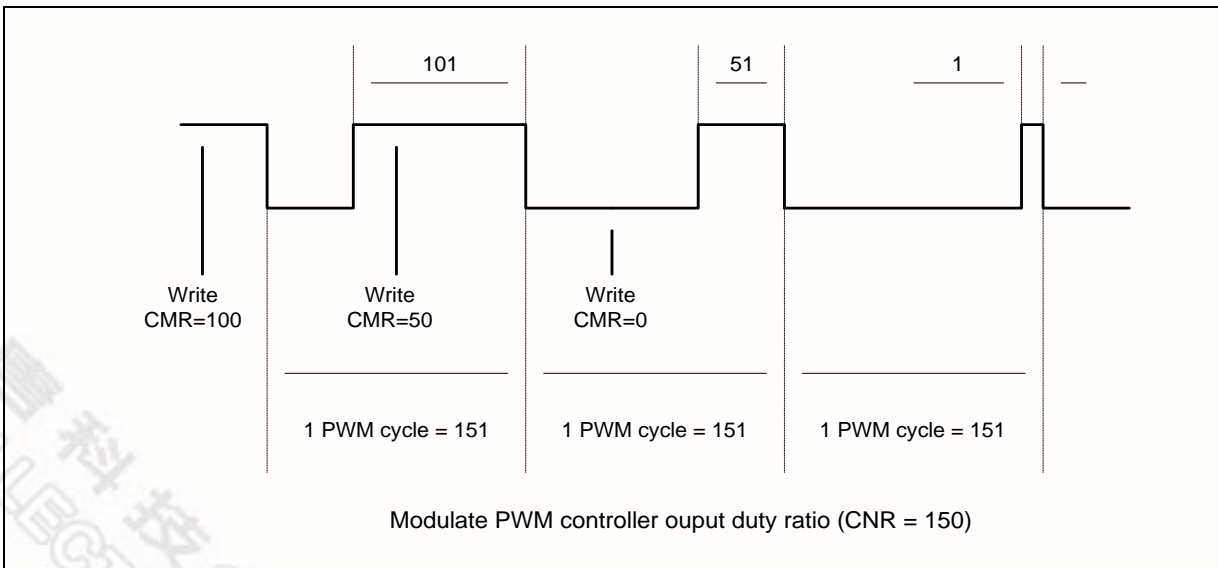 101 51 1
Write
CMR=100
Write
CMR=50
Write
CMR=0
1 PWM cycle = 151 1 PWM cycle = 151 1 PWM cycle = 151
Modulate PWM controller ouput duty ratio (CNR = 150)